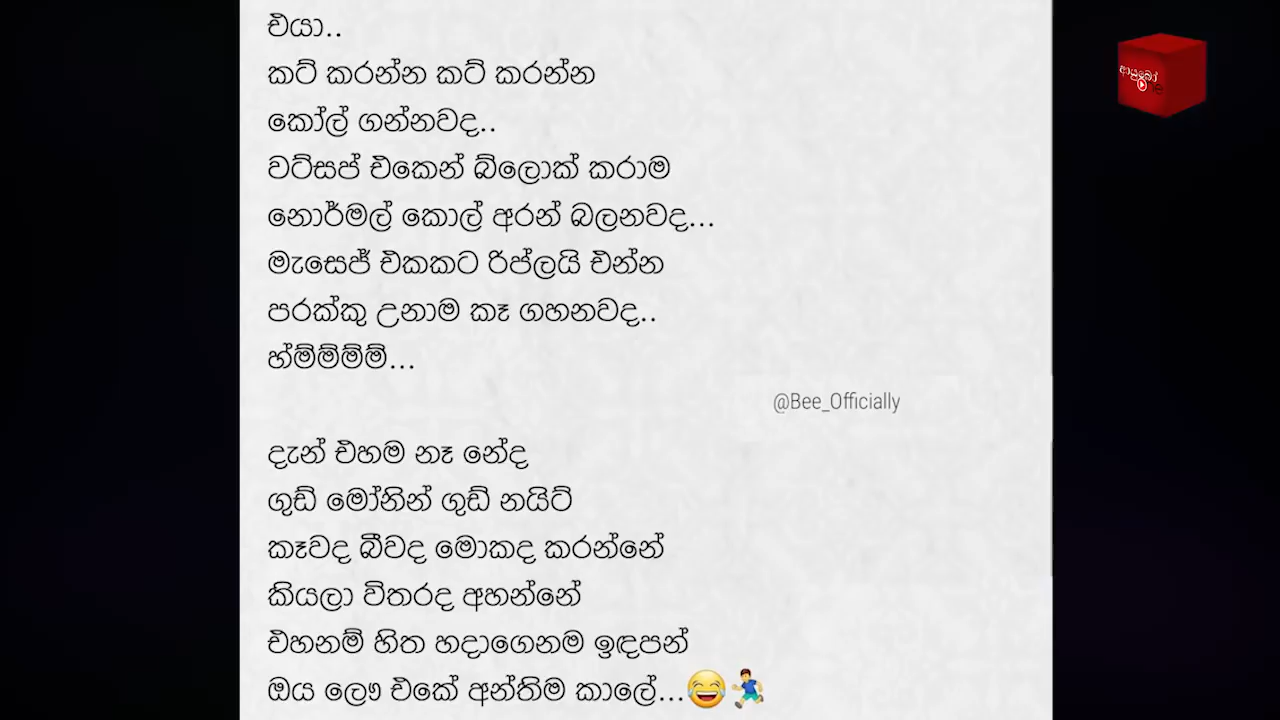 එයා..
කට් කරන්න කට් කරන්න
කෝල් ගන්නවද..
වට්සප් එකෙන් බ්ලොක් කරාම
නොර්මල් කොල් අරන් බලනවද...
මැසෙජ් එකකට රිප්ලයි එන්න
පරක්කු උනාම කෑ ගහනවද..
හ්ම්ම්ම්ම්...
@Bee_Officially
දැන් එහම නෑ නේද
ගුඩ් මෝනින් ගුඩ් නයිට්
කෑවද බීවද මොකද කරන්නේ
කියලා විතරද අහන්නේ
එහනම් හිත හදාගෙනම ඉඳපන්
ඔය ලෞ එකේ අන්තිම කාලේ...😂🏃‍♂️